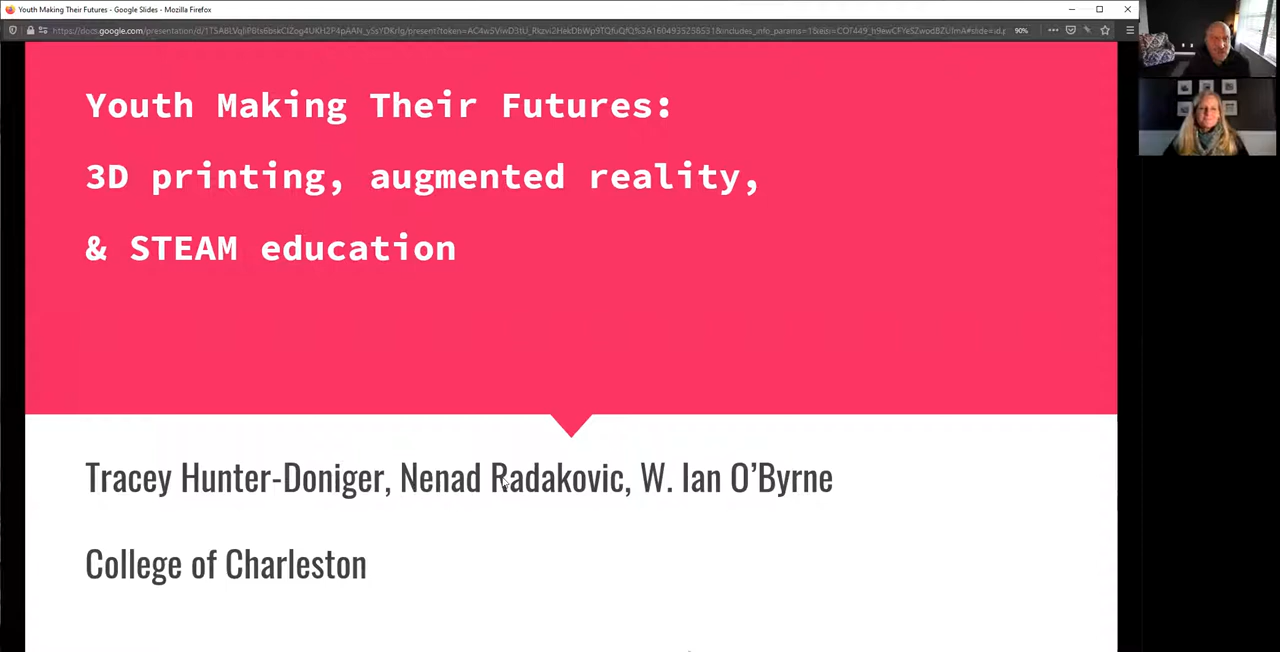 Youth Making Their Futures - Google Slides - Mozilla Firefox
90%
Youth Making Their Futures:
3D printing, augmented reality,
& STEAM education
Tracey Hunter-Doniger, Nenad Radakovic, W. Ian O'Byrne
College of Charleston